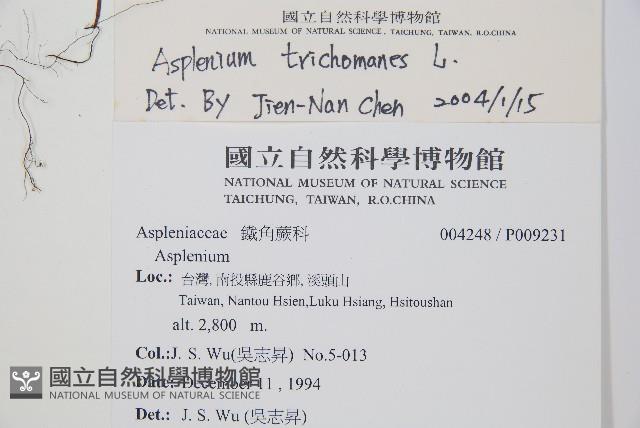 國立自然科學博物館
NATIONAL MUSEUM OF NATURAL SCIENCE, TAICHUNG, TAIWAN, R.O.CHINA
Asplenium trichomanes L.
Det. By Jien-Nan Chen 2004/1/15
國立自然科學博物館
NATIONAL MUSEUM OF NATURAL SCIENCE
TAICHUNG, TAIWAN, R.O.CHINA
Aspleniaceae 鐵角蕨科 004248 / P009231
Asplenium
Loc.: 台灣, 南投縣鹿谷鄉, 溪頭山
Taiwan, Nantou Hsien,Luku Hsiang, Hsitoushan
alt. 2,800 m.
Col.:J. S. Wu(吳志昇) No.5-013
Date: December 11 , 1994
國立自然科學博物館
NATIONAL MUSEUM OF NATURAL SCIENCE
Det.: J. S. Wu (吳志昇)